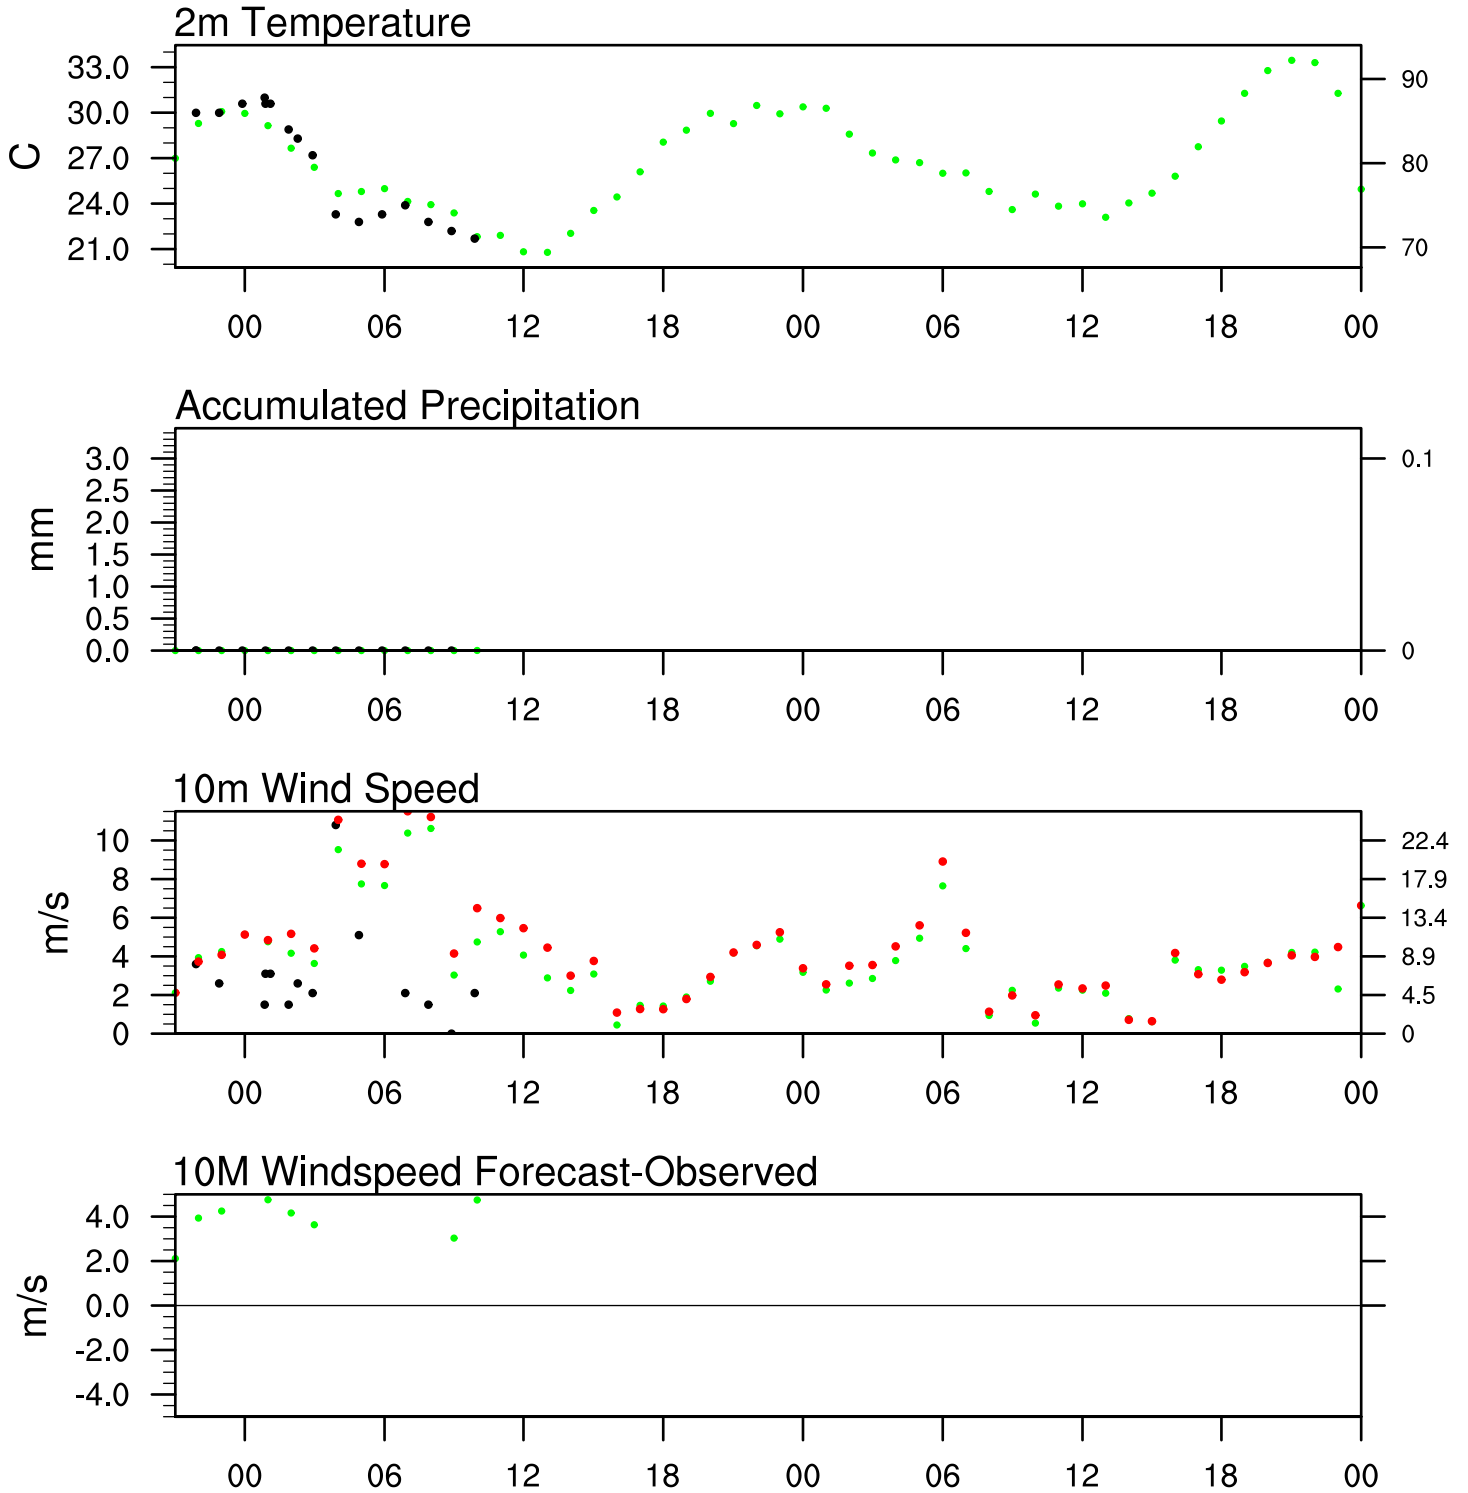 2m Temperature
33.0
30.0
27.0
24.0
21.0
C
90
80
70
00 06 12 18 00 06 12 18 00
Accumulated Precipitation
3.0
2.5
2.0
1.5
1.0
0.5
0.0
mm
0.1
0
00 06 12 18 00 06 12 18 00
10m Wind Speed
10
8
6
4
2
0
m/s
22.4
17.9
13.4
8.9
4.5
0
00 06 12 18 00 06 12 18 00
10M Windspeed Forecast-Observed
4.0
2.0
0.0
-2.0
-4.0
m/s
00 06 12 18 00 06 12 18 00